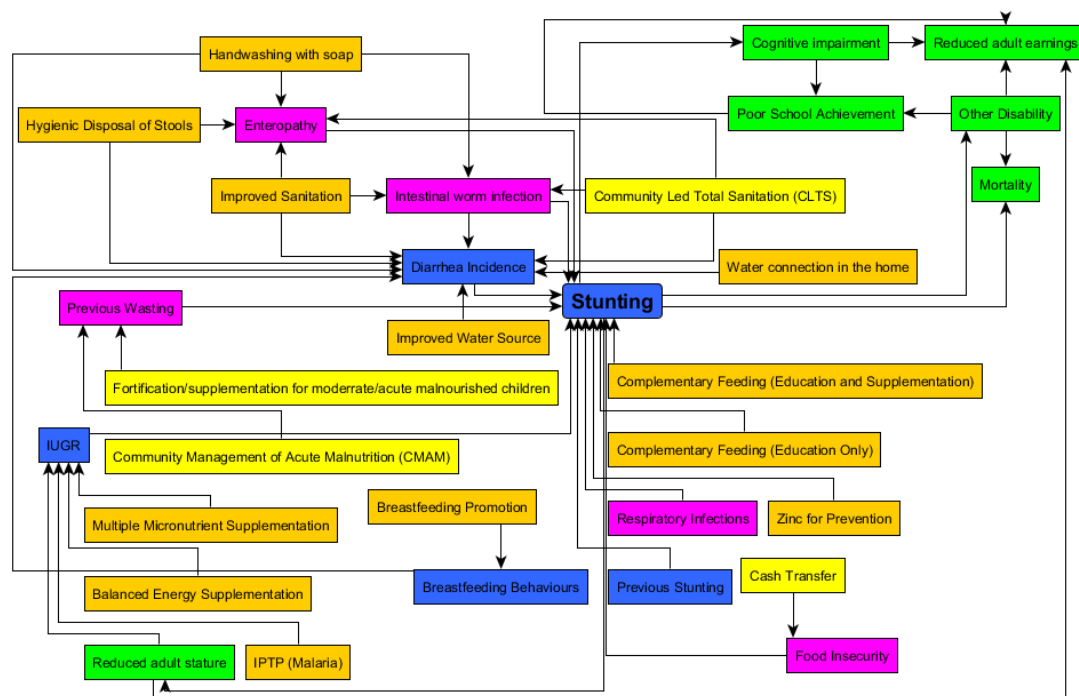 Handwashing with soap
Cognitive impairment
Reduced adult earnings
Hygienic Disposal of Stools
Enteropathy
Poor School Achievement
Other Disability
Improved Sanitation
Intestinal worm infection
Community Led Total Sanitation (CLTS)
Mortality
Diarrhea Incidence
Water connection in the home
Previous Wasting
Stunting
Improved Water Source
Fortification/supplementation for moderrate/acute malnourished children
Complementary Feeding (Education and Supplementation)
IUGR
Community Management of Acute Malnutrition (CMAM)
Complementary Feeding (Education Only)
Multiple Micronutrient Supplementation
Breastfeeding Promotion
Respiratory Infections
Zinc for Prevention
Balanced Energy Supplementation
Breastfeeding Behaviours
Previous Stunting
Cash Transfer
Reduced adult stature
IPTP (Malaria)
Food Insecurity